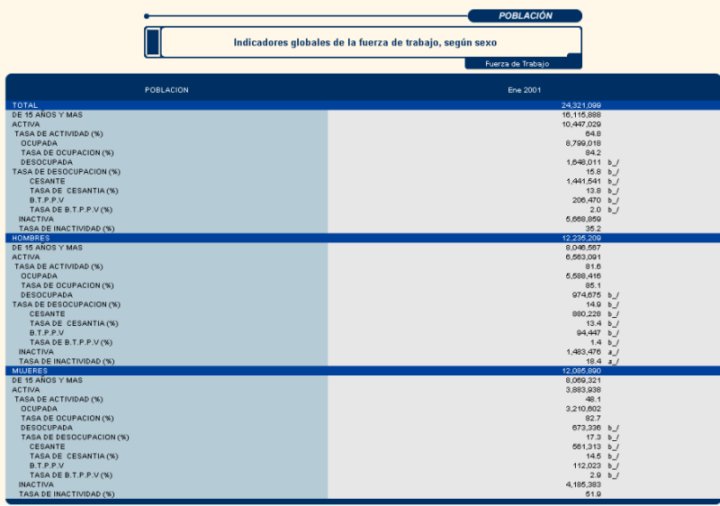 POBLACIÓN
Indicadores globales de la fuerza de trabajo, según sexo
Fuerza de Trabajo
POBLACION Ene 2001
TOTAL 24,321,099
DE 15 AÑOS Y MAS 16,115,888
ACTIVA 10,447,029
TASA DE ACTIVIDAD (%) 64.8
OCUPADA 8,799,018
TASA DE OCUPACION (%) 84.2
DESOCUPADA 1,648,011 b_/
TASA DE DESOCUPACION (%) 15.8 b_/
CESANTE 1,441,541 b_/
TASA DE CESANTIA (%) 13.8 b_/
B.T.P.P.V 206,470 b_/
TASA DE B.T.P.P.V (%) 2.0 b_/
INACTIVA 5,668,859
TASA DE INACTIVIDAD (%) 35.2
HOMBRES 12,235,209
DE 15 AÑOS Y MAS 8,046,567
ACTIVA 6,563,091
TASA DE ACTIVIDAD (%) 81.6
OCUPADA 5,588,416
TASA DE OCUPACION (%) 85.1
DESOCUPADA 974,675 b_/
TASA DE DESOCUPACION (%) 14.9 b_/
CESANTE 880,228 b_/
TASA DE CESANTIA (%) 13.4 b_/
B.T.P.P.V 94,447 b_/
TASA DE B.T.P.P.V (%) 1.4 b_/
INACTIVA 1,483,476 a_/
TASA DE INACTIVIDAD (%) 18.4 a_/
MUJERES 12,085,890
DE 15 AÑOS Y MAS 8,069,321
ACTIVA 3,883,938
TASA DE ACTIVIDAD (%) 48.1
OCUPADA 3,210,602
TASA DE OCUPACION (%) 82.7
DESOCUPADA 673,336 b_/
TASA DE DESOCUPACION (%) 17.3 b_/
CESANTE 561,313 b_/
TASA DE CESANTIA (%) 14.5 b_/
B.T.P.P.V 112,023 b_/
TASA DE B.T.P.P.V (%) 2.9 b_/
INACTIVA 4,185,383
TASA DE INACTIVIDAD (%) 51.9